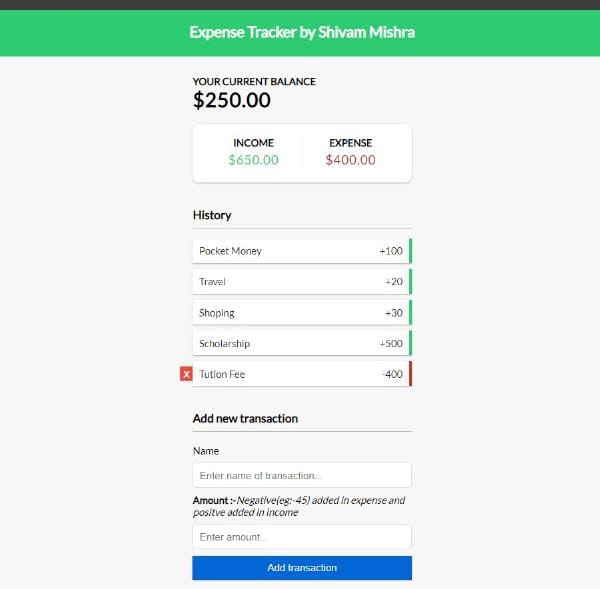 Expense Tracker by Shivam Mishra
YOUR CURRENT BALANCE
$250.00
INCOME EXPENSE
$650.00 $400.00
History
Pocket Money +100
Travel +20
Shoping +30
Scholarship +500
X Tution Fee -400
Add new transaction
Name
Enter name of transaction...
Amount :-Negative(eg:-45) added in expense and
positve added in income
Enter amount...
Add transaction